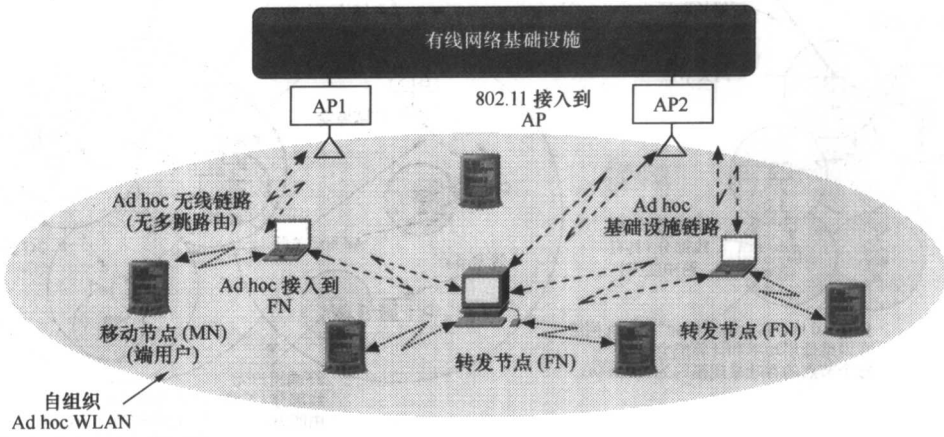 有线网络基础设施
AP1
802.11 接入到
AP
AP2
Ad hoc 无线链路
(无多跳路由)
Ad hoc
基础设施链路
Ad hoc 接入到
FN
移动节点 (MN)
(端用户)
转发节点 (FN)
转发节点 (FN)
自组织
Ad hoc WLAN